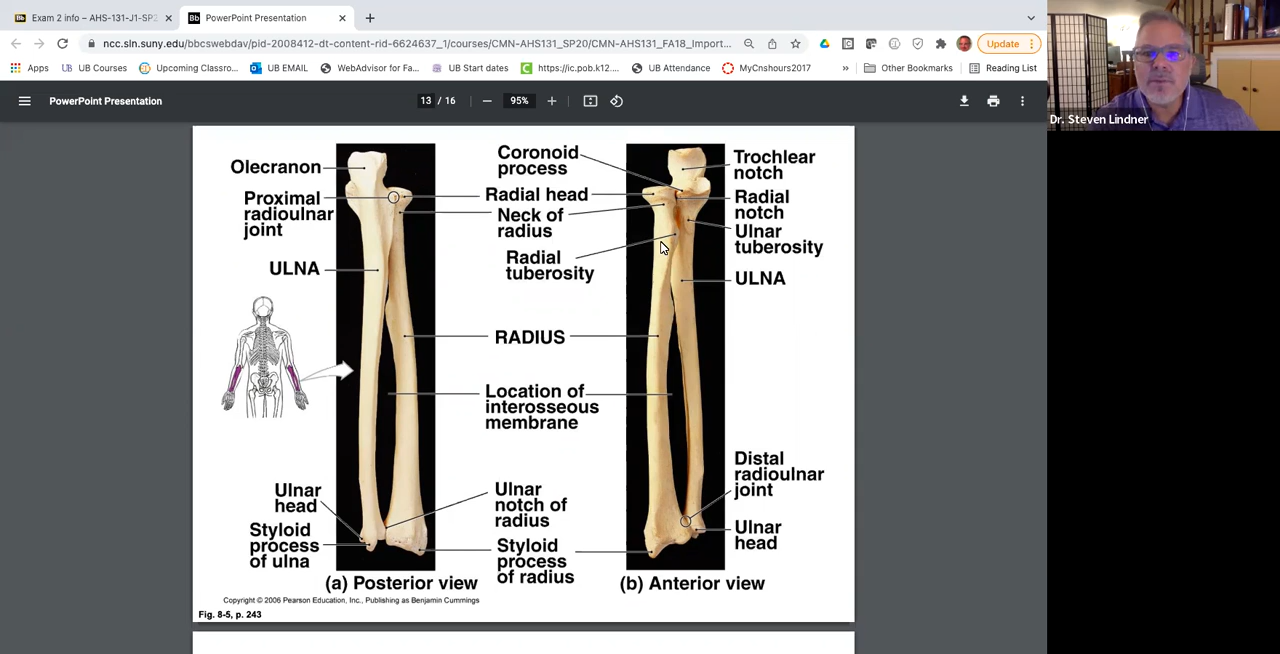 Exam 2 info – AHS-131-J1-SP2
PowerPoint Presentation
ncc.sln.suny.edu/bbcswebdav/pid-2008412-dt-content-rid-6624637_1/courses/CMN-AHS131_SP20/CMN-AHS131_FA18_Import...
Update
Apps
UB Courses
Upcoming Classro...
UB EMAIL
WebAdvisor for Fa...
Start dates
https://ic.pob.k12....
UB Attendance
MyCnshours2017
»
Other Bookmarks
Reading List
PowerPoint Presentation
13 / 16
95%
Dr. Steven Lindner
Olecranon
Proximal
radioulnar
joint
ULNA
Ulnar
head
Styloid
process
of ulna
(a) Posterior view
Coronoid
process
Radial head
Neck of
radius
Radial
tuberosity
RADIUS
Location of
interosseous
membrane
Ulnar
notch of
radius
Styloid
process
of radius
Trochlear
notch
Radial
notch
Ulnar
tuberosity
ULNA
Distal
radioulnar
joint
Ulnar
head
(b) Anterior view
Copyright © 2006 Pearson Education, Inc., Publishing as Benjamin Cummings
Fig. 8-5, p. 243